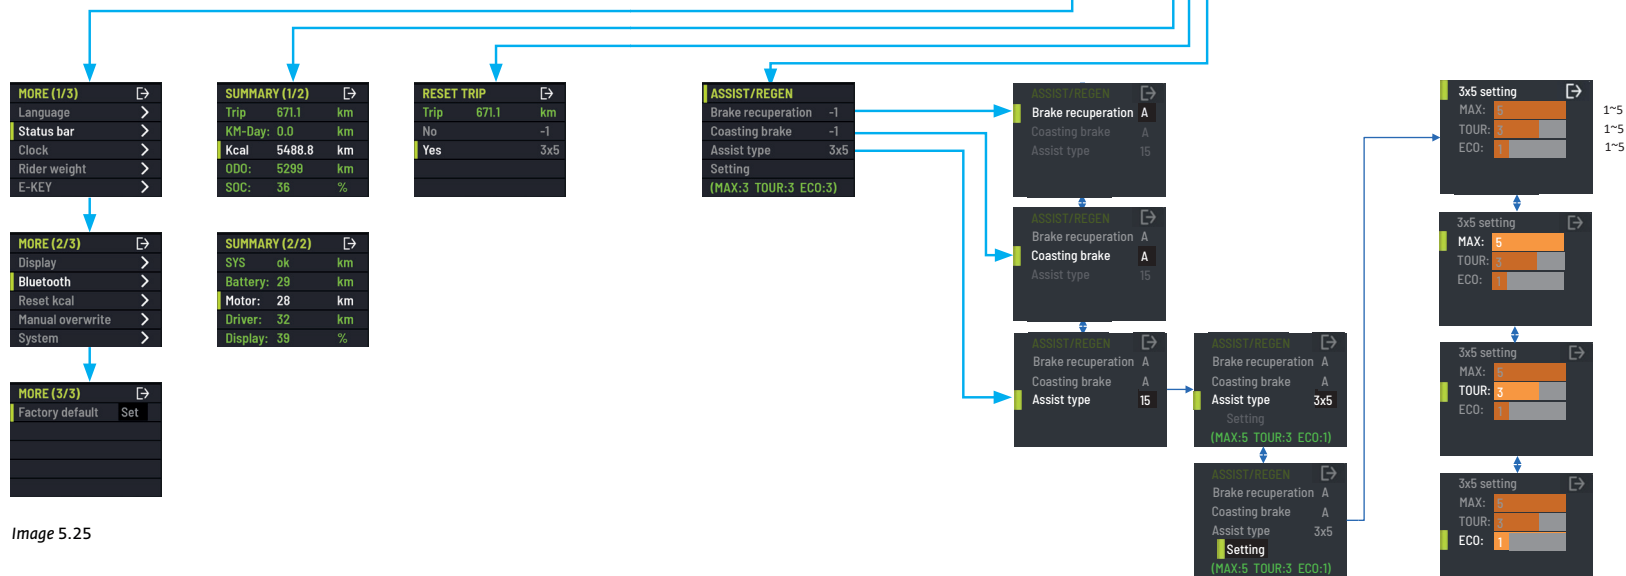 MORE (1/3)
Language
Status bar
Clock
Rider weight
E-KEY
MORE (2/3)
Display
Bluetooth
Reset kcal
Manual overwrite
System
MORE (3/3)
Factory default Set
Image 5.25
SUMMARY (1/2)
Trip 671.1 km
KM-Day: 0.0 km
Kcal 5488.8 km
ODO: 5299 km
SOC: 36 %
SUMMARY (2/2)
SYS ok km
Battery: 29 km
Motor: 28 km
Driver: 32 km
Display: 39 %
RESET TRIP
Trip 671.1 km
No -1
Yes 3x5
ASSIST/REGEN
Brake recuperation -1
Coasting brake -1
Assist type 3x5
Setting
(MAX:3 TOUR:3 ECO:3)
ASSIST/REGEN
Brake recuperation A
Coasting brake A
Assist type 15
ASSIST/REGEN
Brake recuperation A
Coasting brake A
Assist type 15
ASSIST/REGEN
Brake recuperation A
Coasting brake A
Assist type 15
ASSIST/REGEN
Brake recuperation A
Coasting brake A
Assist type 3x5
Setting
(MAX:5 TOUR:3 ECO:1)
ASSIST/REGEN
Brake recuperation A
Coasting brake A
Assist type 3x5
Setting
(MAX:5 TOUR:3 ECO:1)
3x5 setting
MAX: 5 1~5
TOUR: 3 1~5
ECO: 1 1~5
3x5 setting
MAX: 5
TOUR: 3
ECO: 1
3x5 setting
MAX: 5
TOUR: 3
ECO: 1
3x5 setting
MAX: 5
TOUR: 3
ECO: 1